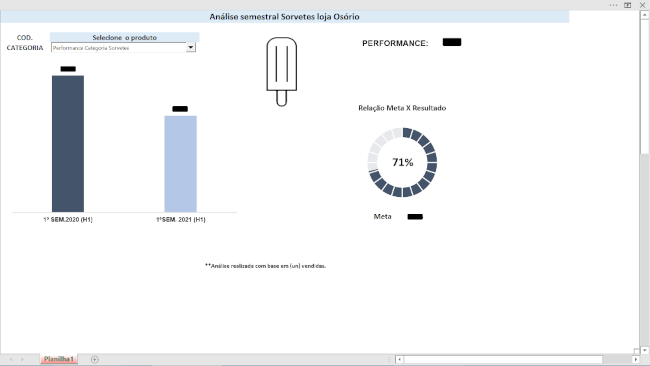 Análise semestral Sorvetes loja Osório
COD.
CATEGORIA
Selecione o produto
Performance Categoria Sorvetes
PERFORMANCE:
Relação Meta X Resultado
71%
Meta
1º SEM.2020 (H1)
1ºSEM. 2021 (H1)
**Análise realizada com base em (un) vendidas.
Planilha1